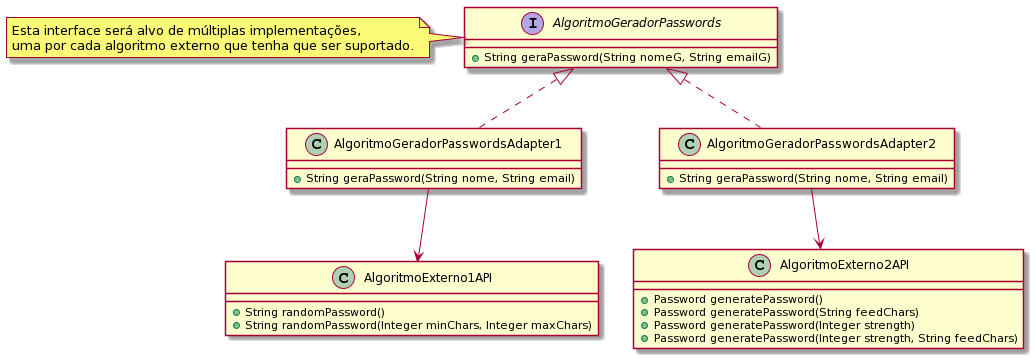 Esta interface será alvo de múltiplas implementações,
uma por cada algoritmo externo que tenha que ser suportado.
I AlgoritmoGeradorPasswords
String geraPassword(String nomeG, String emailG)
C AlgoritmoGeradorPasswordsAdapter1
String geraPassword(String nome, String email)
C AlgoritmoGeradorPasswordsAdapter2
String geraPassword(String nome, String email)
C AlgoritmoExterno1API
String randomPassword()
String randomPassword(Integer minChars, Integer maxChars)
C AlgoritmoExterno2API
Password generatePassword()
Password generatePassword(String feedChars)
Password generatePassword(Integer strength)
Password generatePassword(Integer strength, String feedChars)